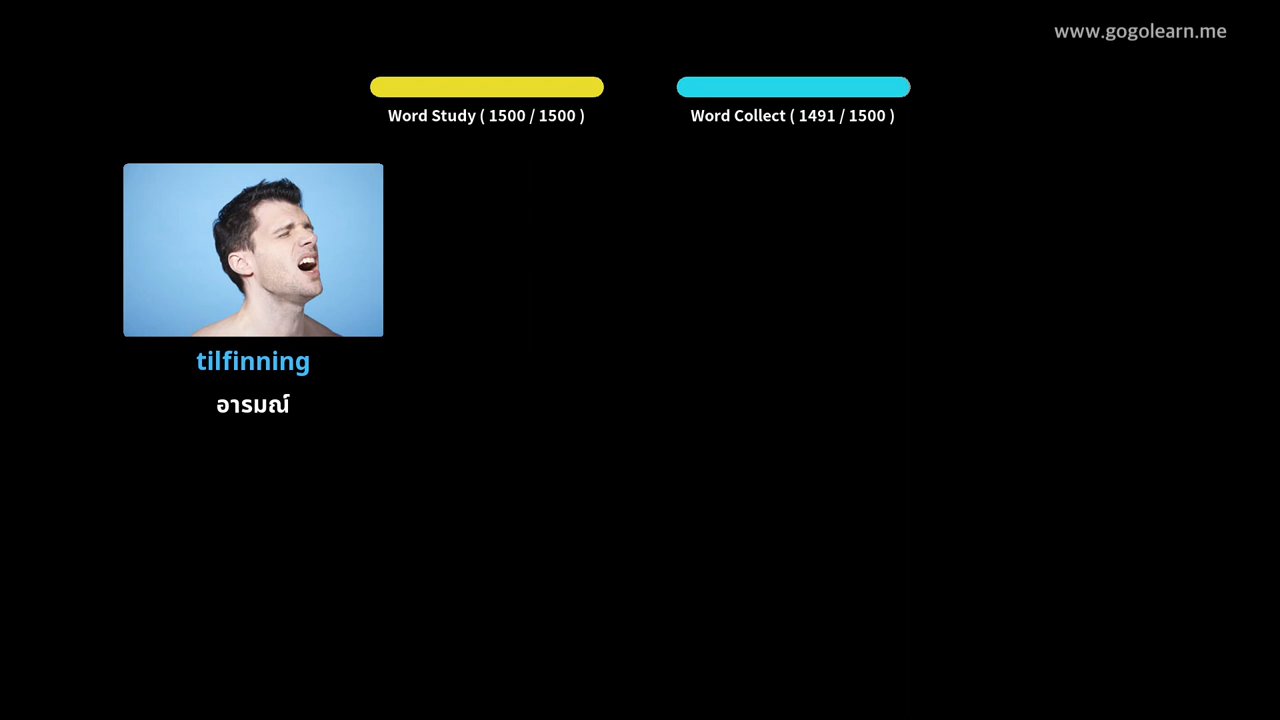 www.gogolearn.me
Word Study ( 1500 / 1500 )
Word Collect ( 1491 / 1500 )
tilfinning
อารมณ์